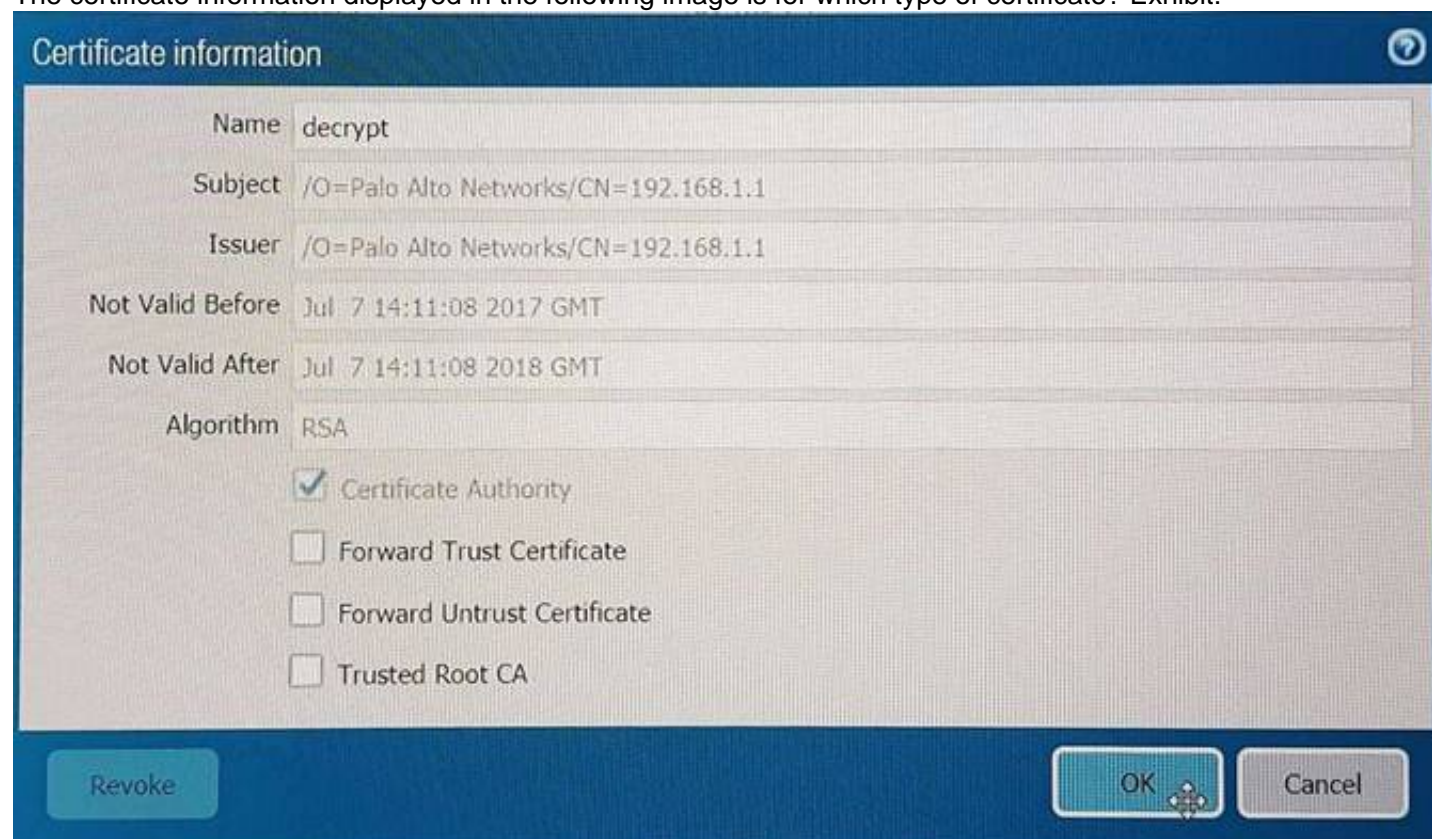 The certificate information displayed in the following image is for which type of certificate? Exhibit:
Certificate information
Name decrypt
Subject /O=Palo Alto Networks/CN=192.168.1.1
Issuer /O=Palo Alto Networks/CN=192.168.1.1
Not Valid Before Jul 7 14:11:08 2017 GMT
Not Valid After Jul 7 14:11:08 2018 GMT
Algorithm RSA
Certificate Authority
Forward Trust Certificate
Forward Untrust Certificate
Trusted Root CA
Revoke OK Cancel